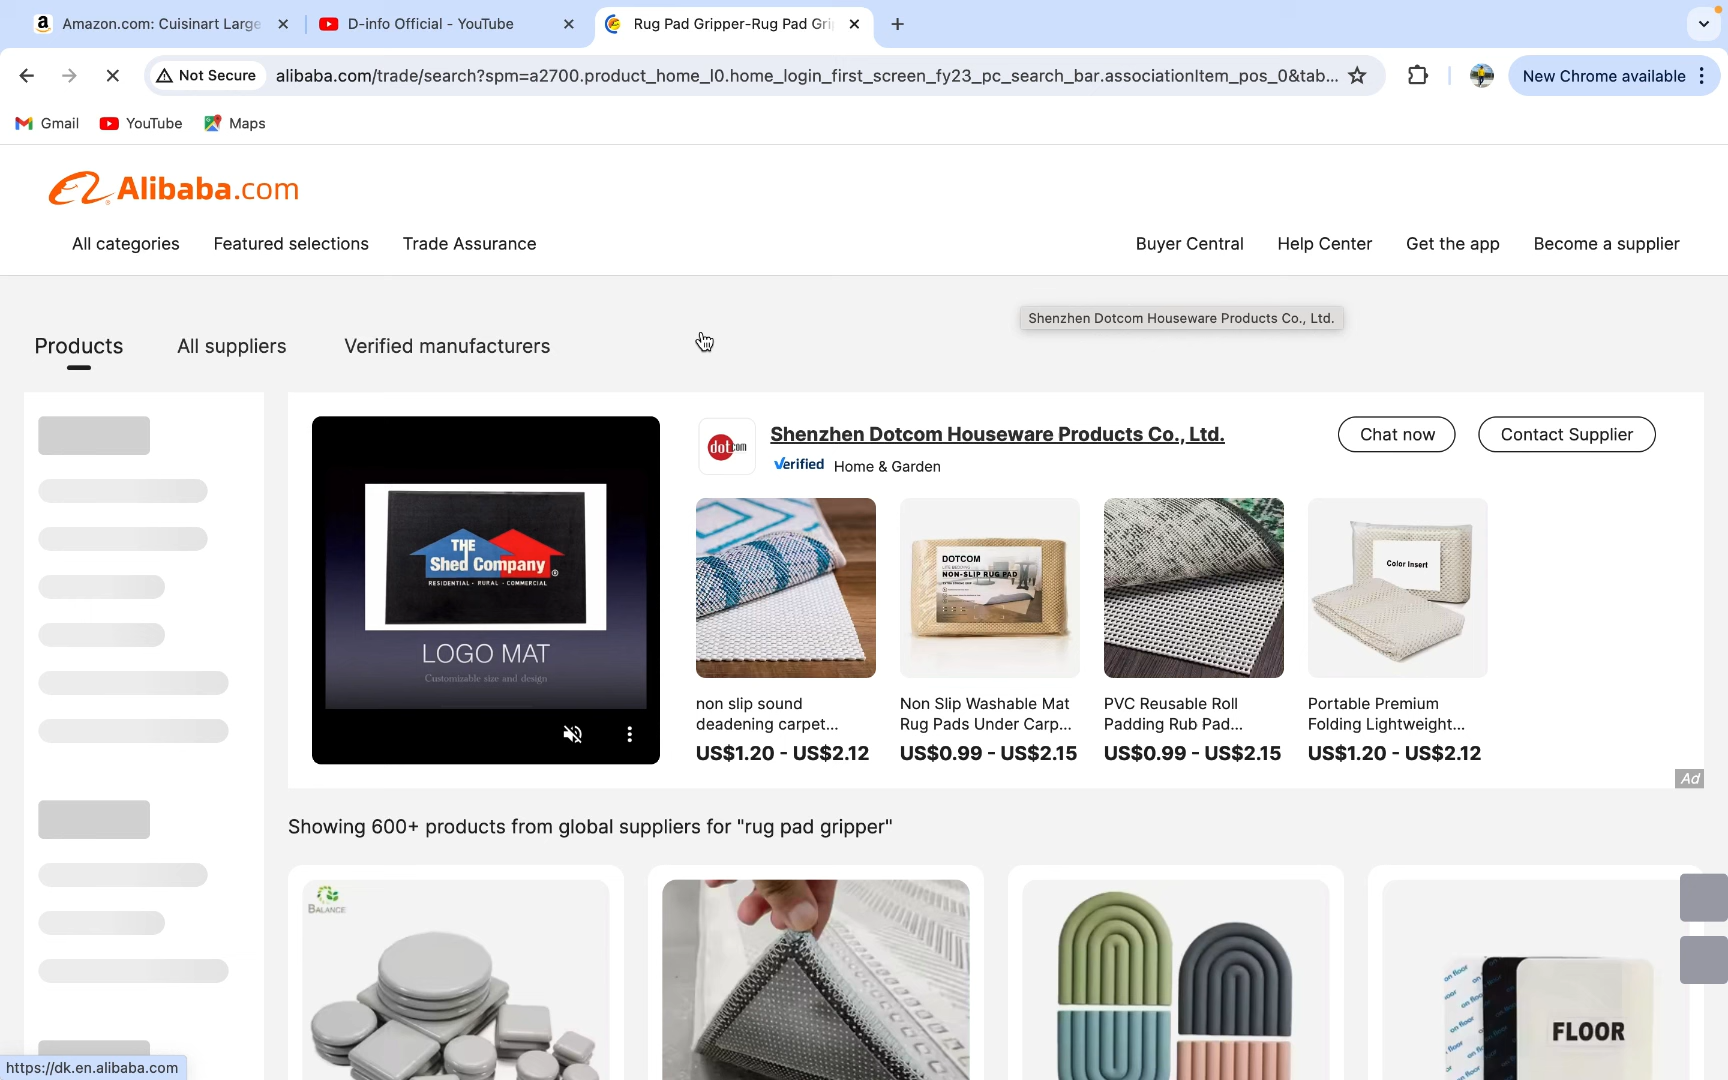 Amazon.com: Cuisinart Large
D-info Official - YouTube
Rug Pad Gripper-Rug Pad Gri
Not Secure
alibaba.com/trade/search?spm=a2700.product_home_l0.home_login_first_screen_fy23_pc_search_bar.associationItem_pos_0&tab...
New Chrome available
Gmail
YouTube
Maps
Alibaba.com
All categories
Featured selections
Trade Assurance
Buyer Central
Help Center
Get the app
Become a supplier
Shenzhen Dotcom Houseware Products Co., Ltd.
Products
All suppliers
Verified manufacturers
THE
Shed Company
RESIDENTIAL - RURAL - COMMERCIAL
LOGO MAT
Customizable size and design
dotcom
Shenzhen Dotcom Houseware Products Co., Ltd.
Verified Home & Garden
Chat now
Contact Supplier
DOTCOM
NON-SLIP RUG PAD
Color Insert
non slip sound
deadening carpet...
US$1.20 - US$2.12
Non Slip Washable Mat
Rug Pads Under Carp...
US$0.99 - US$2.15
PVC Reusable Roll
Padding Rub Pad...
US$0.99 - US$2.15
Portable Premium
Folding Lightweight...
US$1.20 - US$2.12
Ad
Showing 600+ products from global suppliers for "rug pad gripper"
BALANCE
on floor
on floor
on floor
FLOOR
https://dk.en.alibaba.com